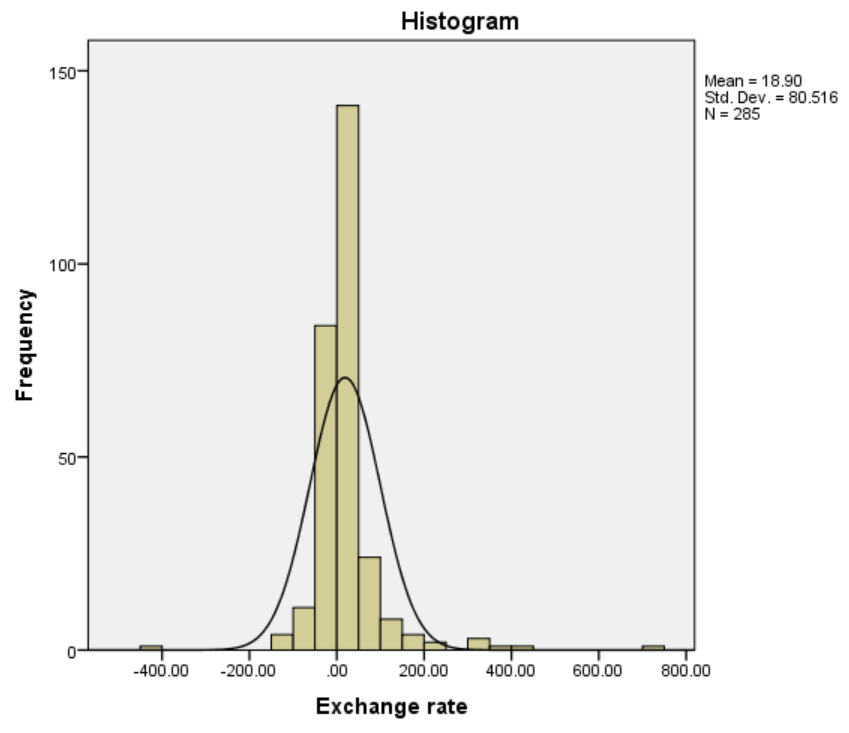 Histogram
Mean = 18.90
Std. Dev. = 80.516
N = 285
150
100
50
0
Frequency
-400.00 -200.00 .00 200.00 400.00 600.00 800.00
Exchange rate